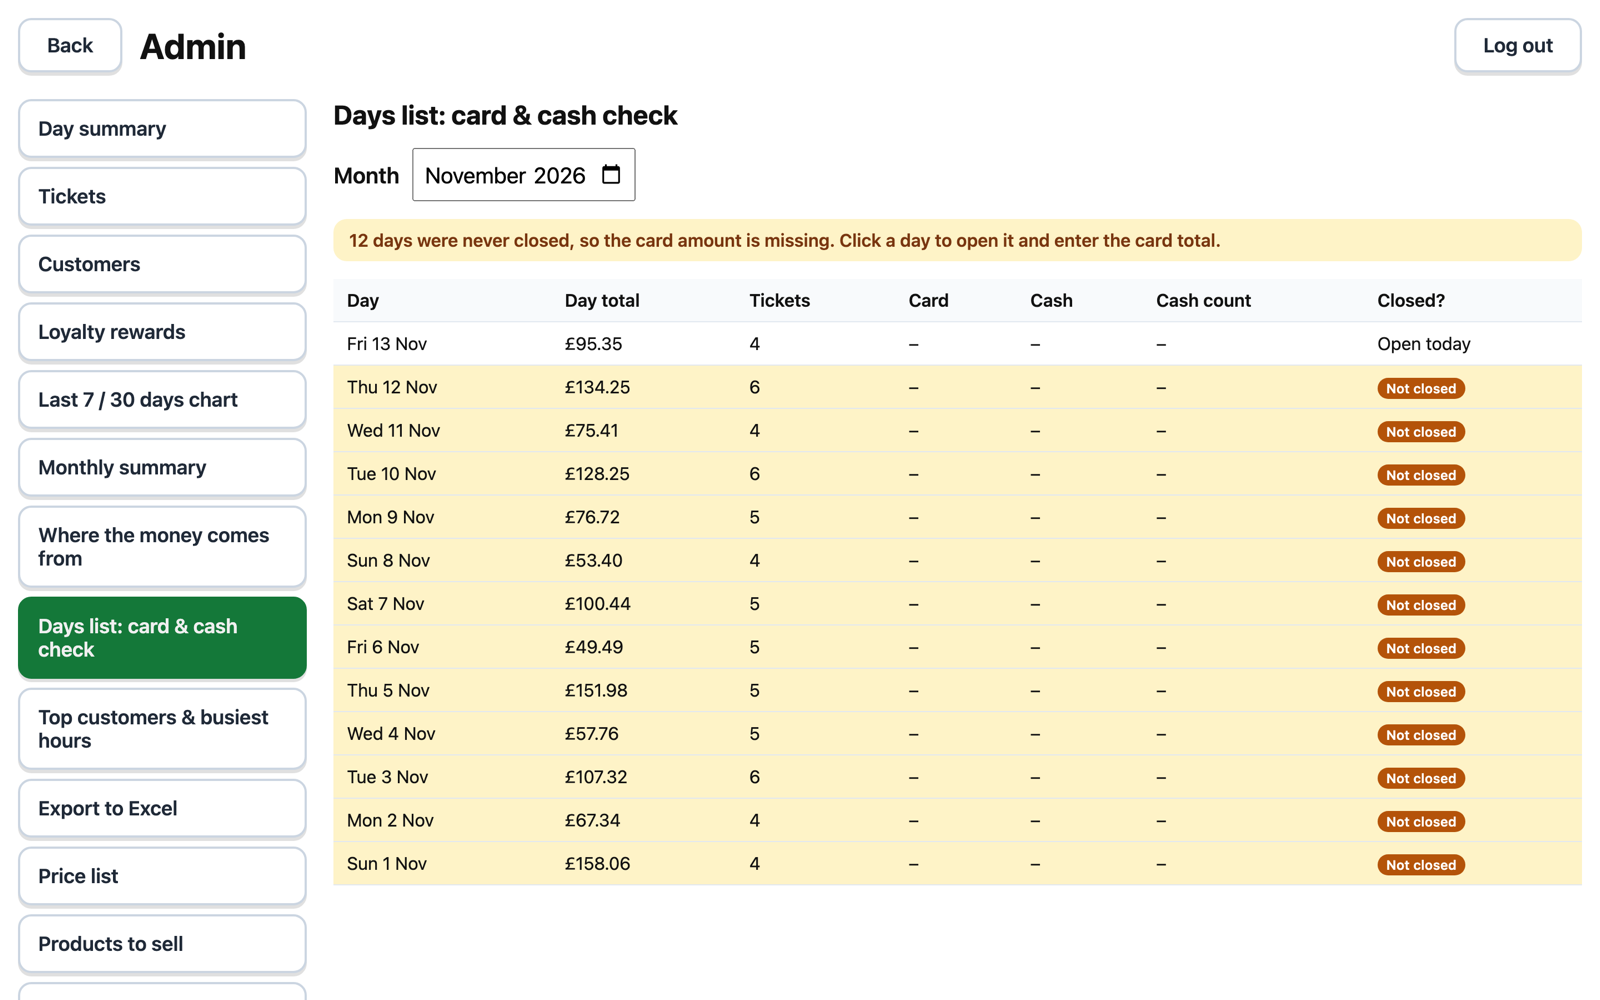 Back
Admin
Log out
Day summary
Tickets
Customers
Loyalty rewards
Last 7 / 30 days chart
Monthly summary
Where the money comes
from
Days list: card & cash
check
Top customers & busiest
hours
Export to Excel
Price list
Products to sell
Days list: card & cash check
Month November 2026
12 days were never closed, so the card amount is missing. Click a day to open it and enter the card total.
Day Day total Tickets Card Cash Cash count Closed?
Fri 13 Nov £95.35 4 – – – Open today
Thu 12 Nov £134.25 6 – – – Not closed
Wed 11 Nov £75.41 4 – – – Not closed
Tue 10 Nov £128.25 6 – – – Not closed
Mon 9 Nov £76.72 5 – – – Not closed
Sun 8 Nov £53.40 4 – – – Not closed
Sat 7 Nov £100.44 5 – – – Not closed
Fri 6 Nov £49.49 5 – – – Not closed
Thu 5 Nov £151.98 5 – – – Not closed
Wed 4 Nov £57.76 5 – – – Not closed
Tue 3 Nov £107.32 6 – – – Not closed
Mon 2 Nov £67.34 4 – – – Not closed
Sun 1 Nov £158.06 4 – – – Not closed